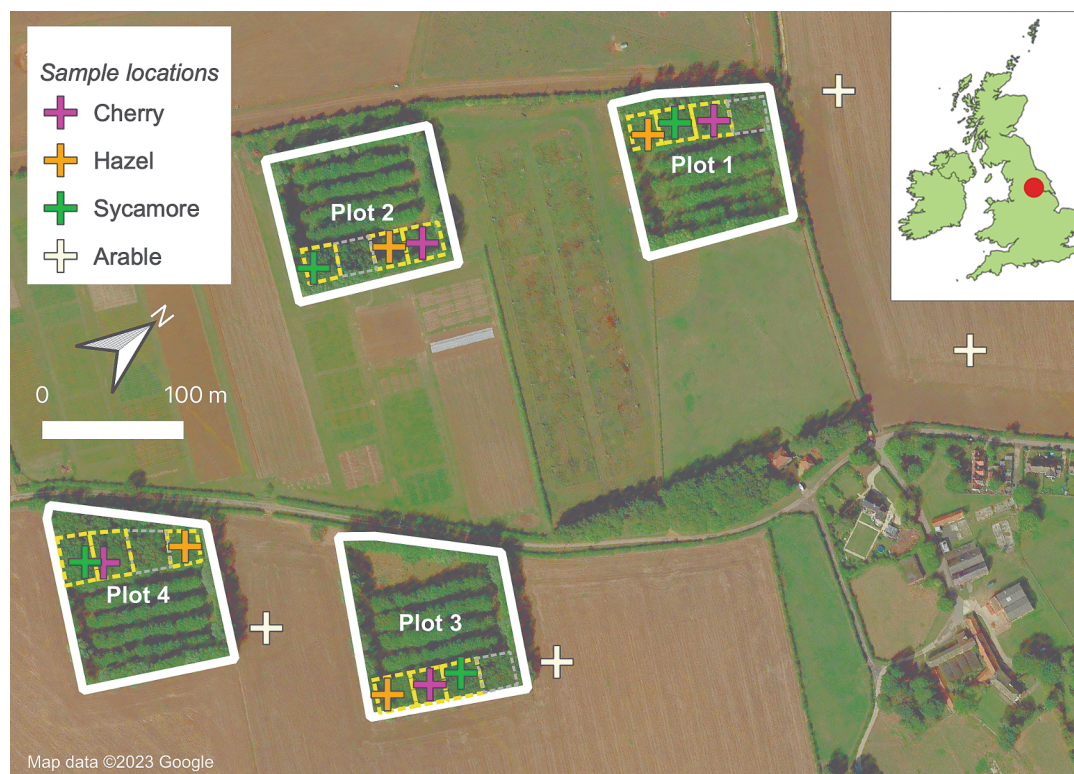 Sample locations
Cherry
Hazel
Sycamore
Arable
N
0 100 m
Plot 1
Plot 2
Plot 4
Plot 3
Map data ©2023 Google